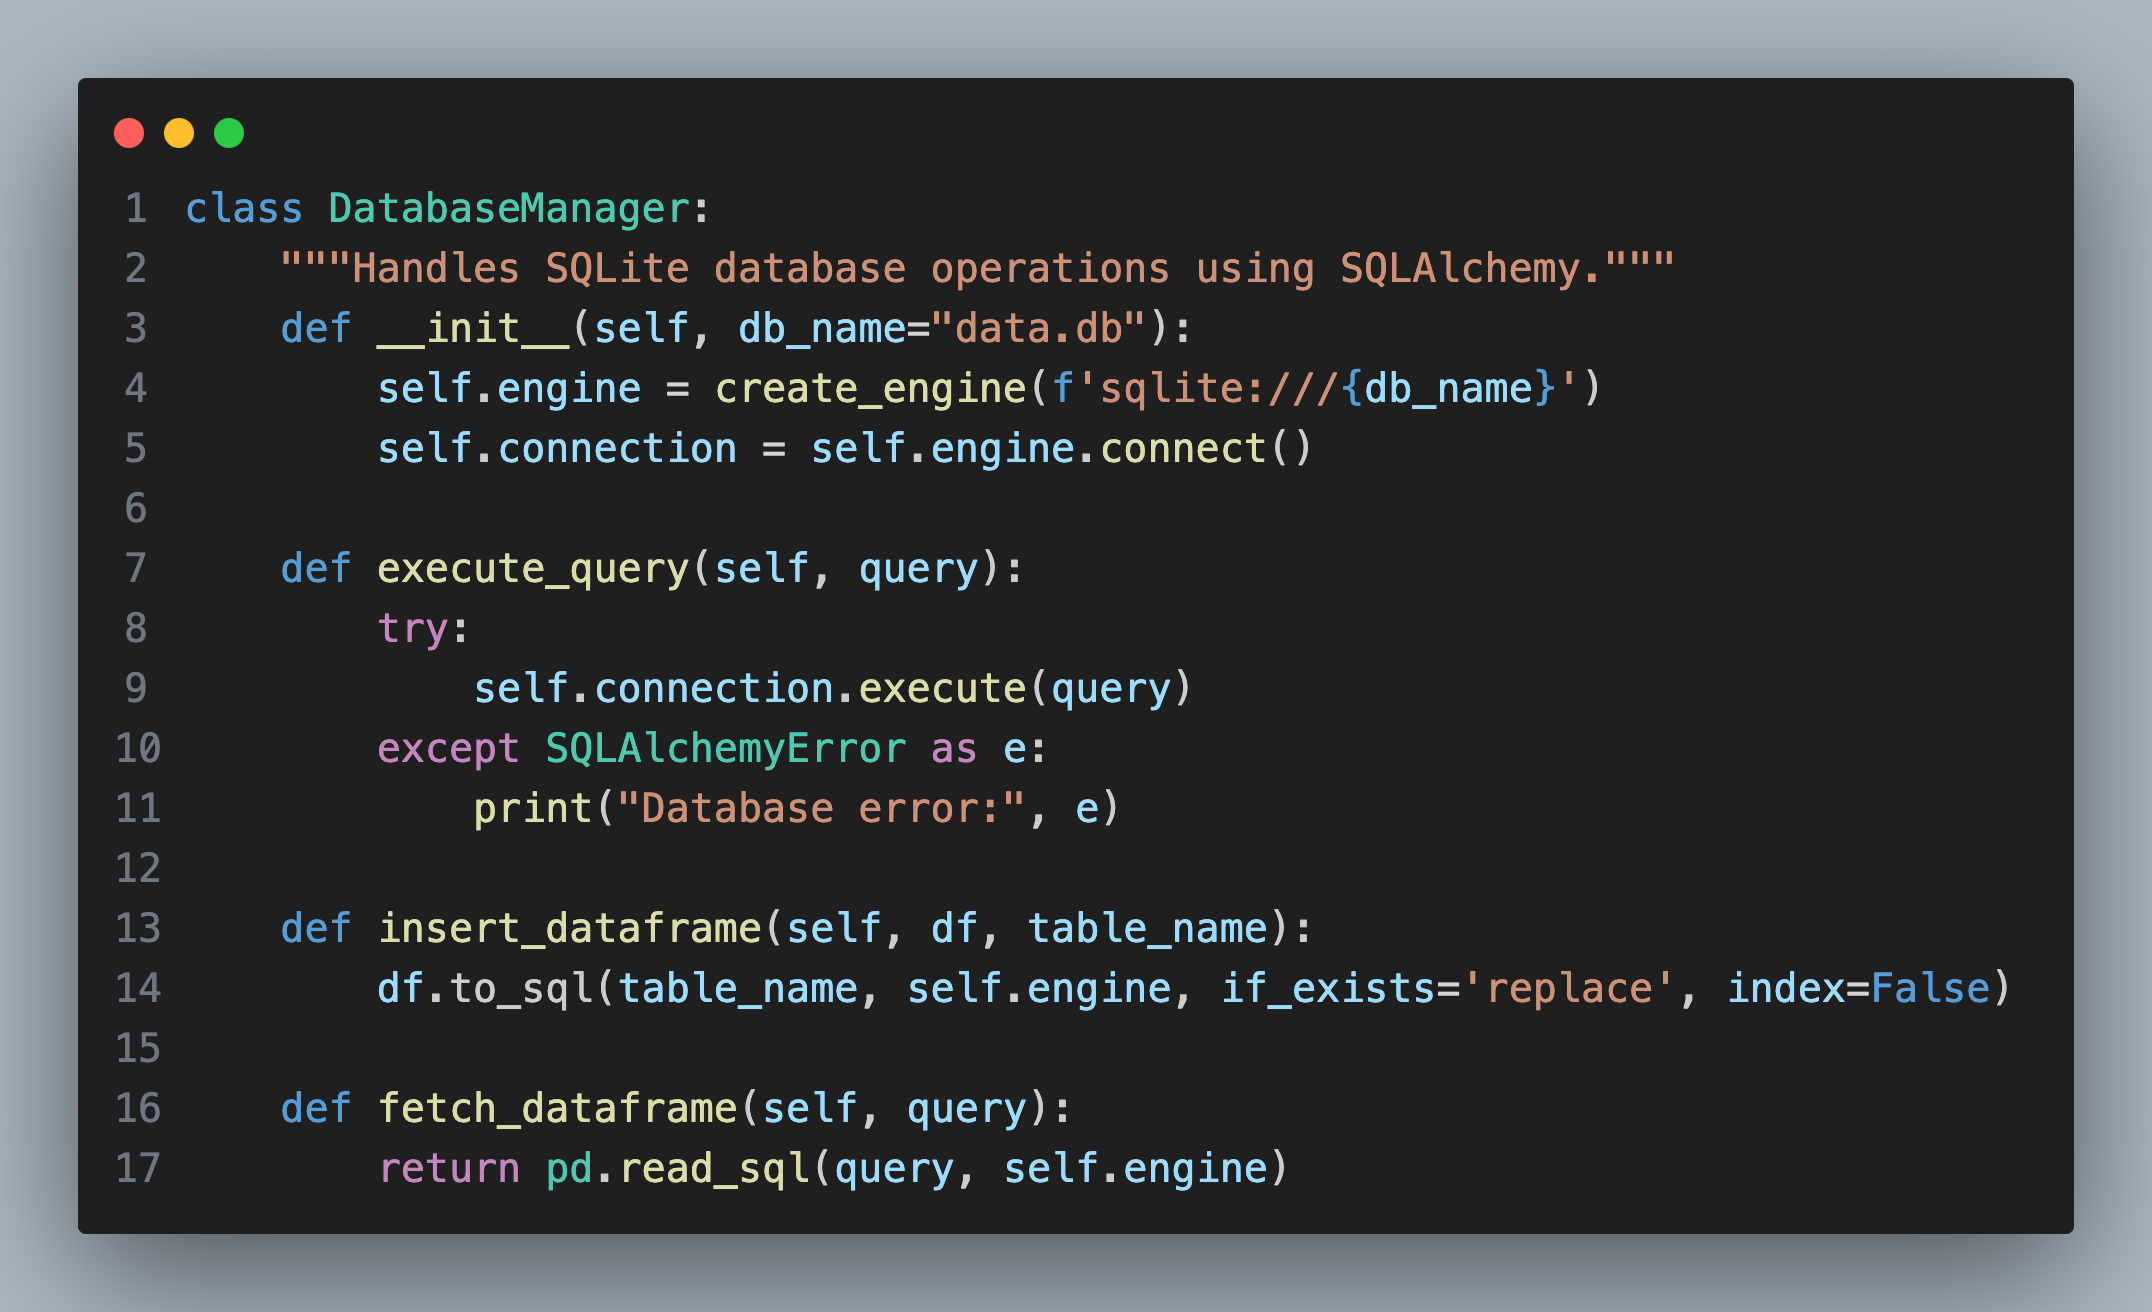 1 class DatabaseManager:
2     """Handles SQLite database operations using SQLAlchemy."""
3     def __init__(self, db_name="data.db"):
4         self.engine = create_engine(f'sqlite:///{db_name}')
5         self.connection = self.engine.connect()
6
7     def execute_query(self, query):
8         try:
9             self.connection.execute(query)
10         except SQLAlchemyError as e:
11             print("Database error:", e)
12
13     def insert_dataframe(self, df, table_name):
14         df.to_sql(table_name, self.engine, if_exists='replace', index=False)
15
16     def fetch_dataframe(self, query):
17         return pd.read_sql(query, self.engine)